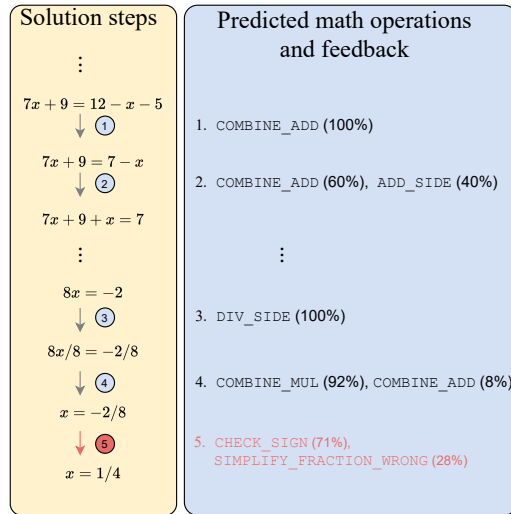 Solution steps
Predicted math operations
and feedback
⋮
7x + 9 = 12 − x − 5
1
1. COMBINE_ADD (100%)
7x + 9 = 7 − x
2
2. COMBINE_ADD (60%), ADD_SIDE (40%)
7x + 9 + x = 7
⋮
⋮
8x = −2
3
3. DIV_SIDE (100%)
8x/8 = −2/8
4
4. COMBINE_MUL (92%), COMBINE_ADD (8%)
x = −2/8
5
5. CHECK_SIGN (71%),
SIMPLIFY_FRACTION_WRONG (28%)
x = 1/4